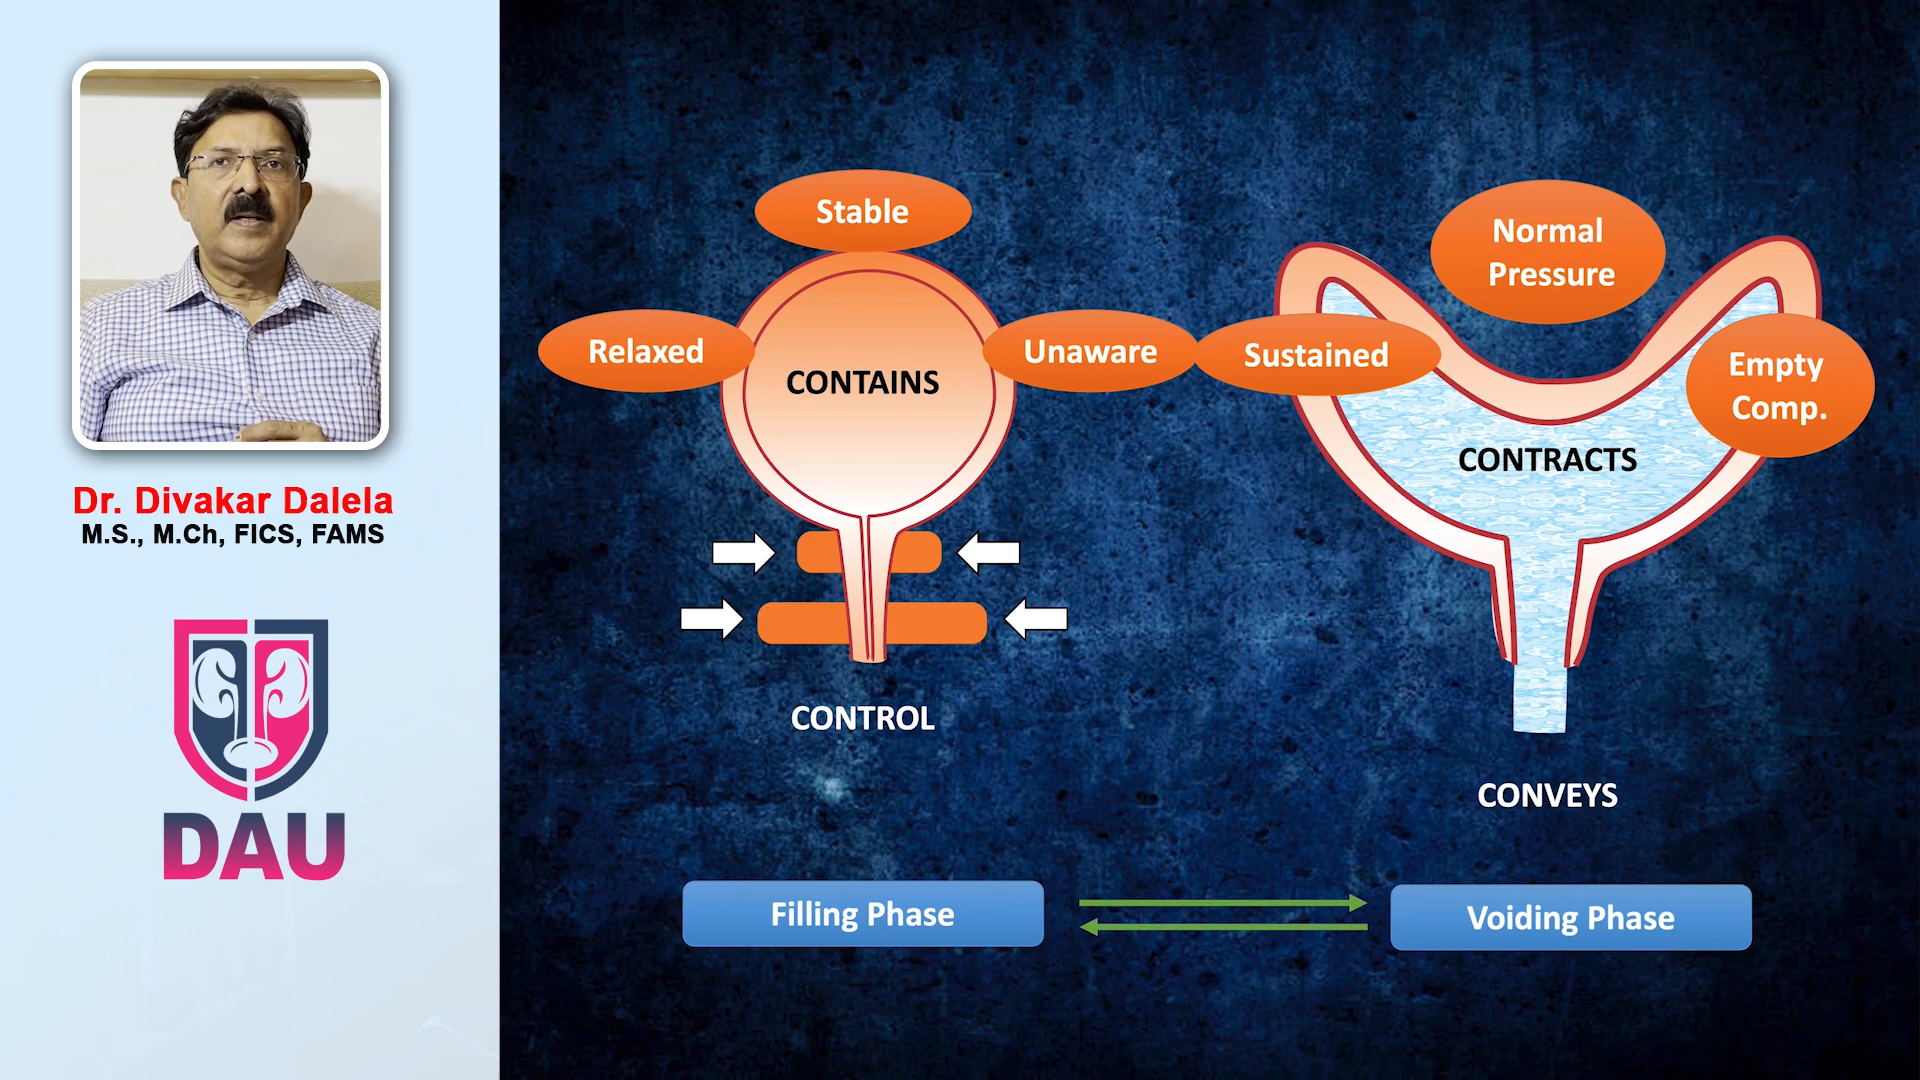 Dr. Divakar Dalela
M.S., M.Ch, FICS, FAMS
DAU
Stable
Relaxed
Unaware
CONTAINS
CONTROL
Normal
Pressure
Sustained
Empty
Comp.
CONTRACTS
CONVEYS
Filling Phase
Voiding Phase